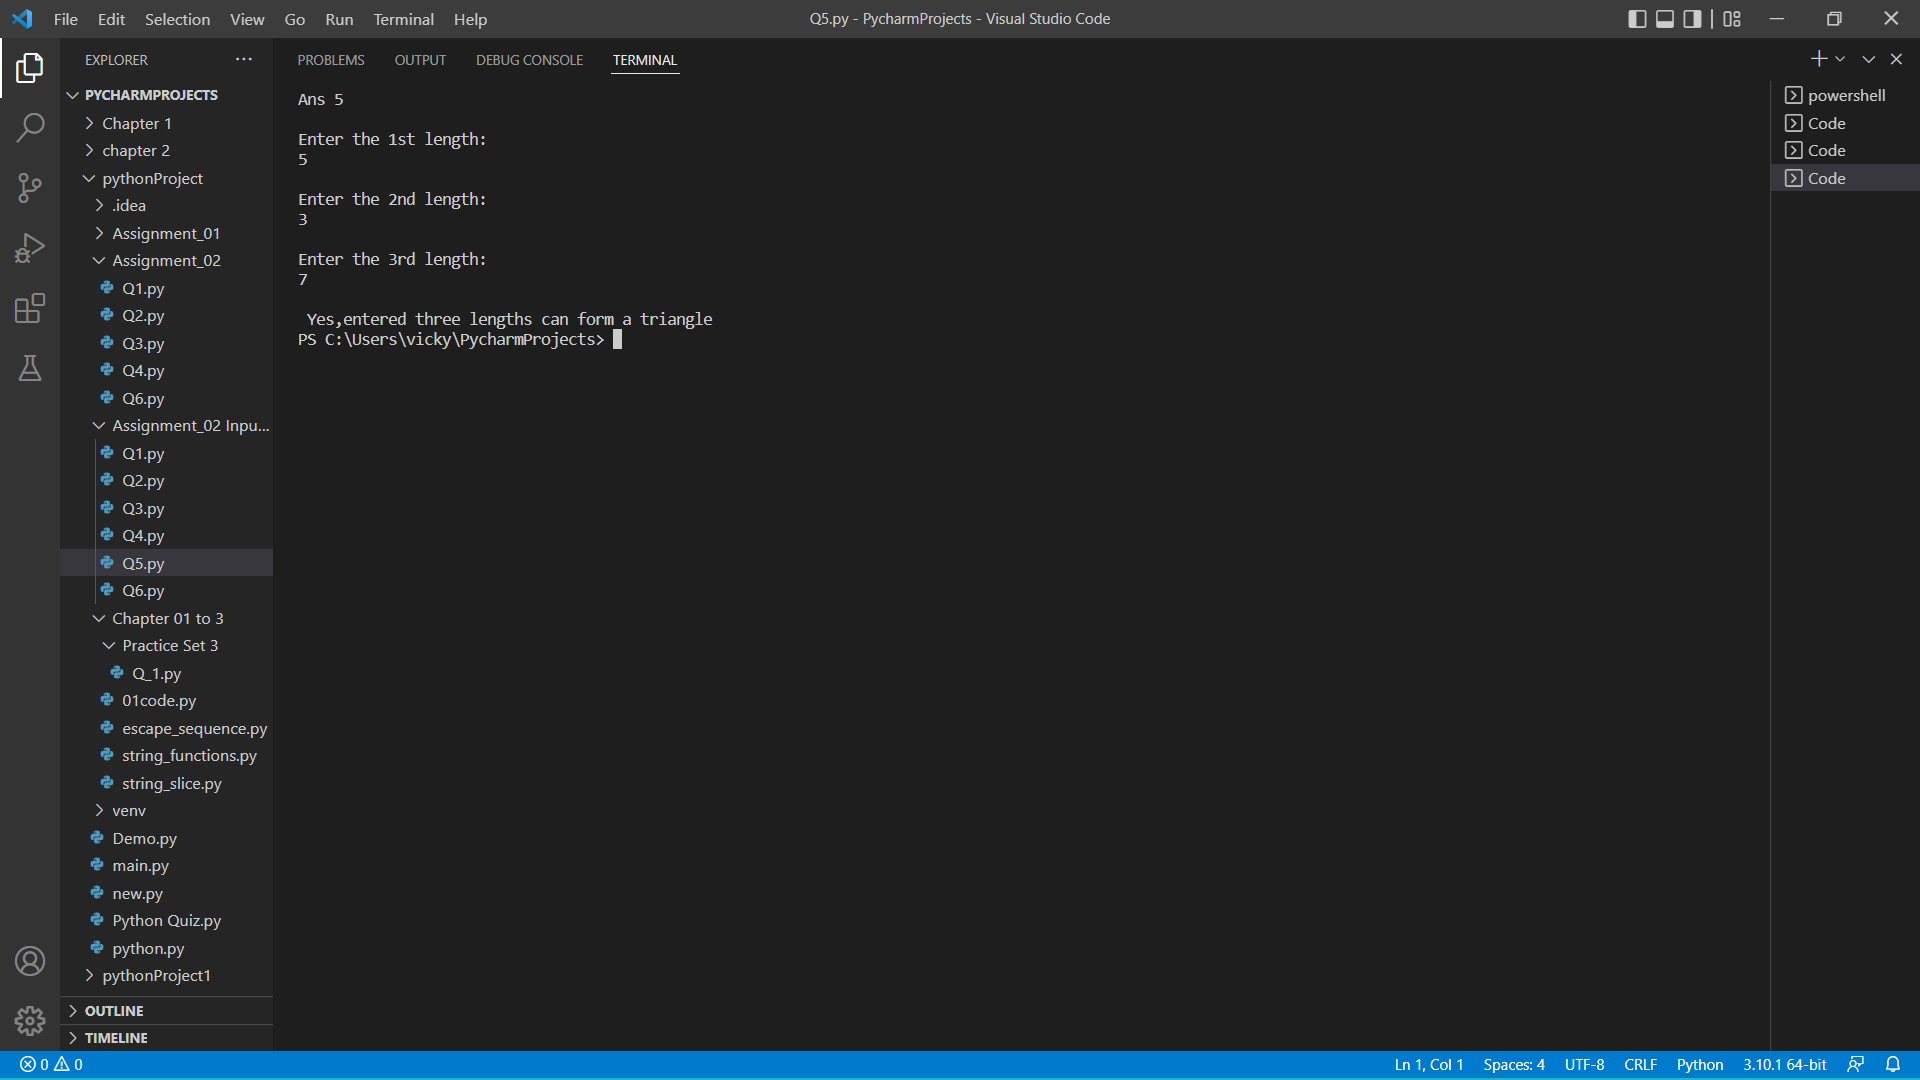 File Edit Selection View Go Run Terminal Help
Q5.py - PycharmProjects - Visual Studio Code
EXPLORER
PYCHARMPROJECTS
Chapter 1
chapter 2
pythonProject
.idea
Assignment_01
Assignment_02
Q1.py
Q2.py
Q3.py
Q4.py
Q6.py
Assignment_02 Inpu...
Q1.py
Q2.py
Q3.py
Q4.py
Q5.py
Q6.py
Chapter 01 to 3
Practice Set 3
Q_1.py
01code.py
escape_sequence.py
string_functions.py
string_slice.py
venv
Demo.py
main.py
new.py
Python Quiz.py
python.py
pythonProject1
OUTLINE
TIMELINE
PROBLEMS OUTPUT DEBUG CONSOLE TERMINAL
Ans 5
Enter the 1st length:
5
Enter the 2nd length:
3
Enter the 3rd length:
7
Yes,entered three lengths can form a triangle
PS C:\Users\vicky\PycharmProjects>
powershell
Code
Code
Code
0 0
Ln 1, Col 1 Spaces: 4 UTF-8 CRLF Python 3.10.1 64-bit